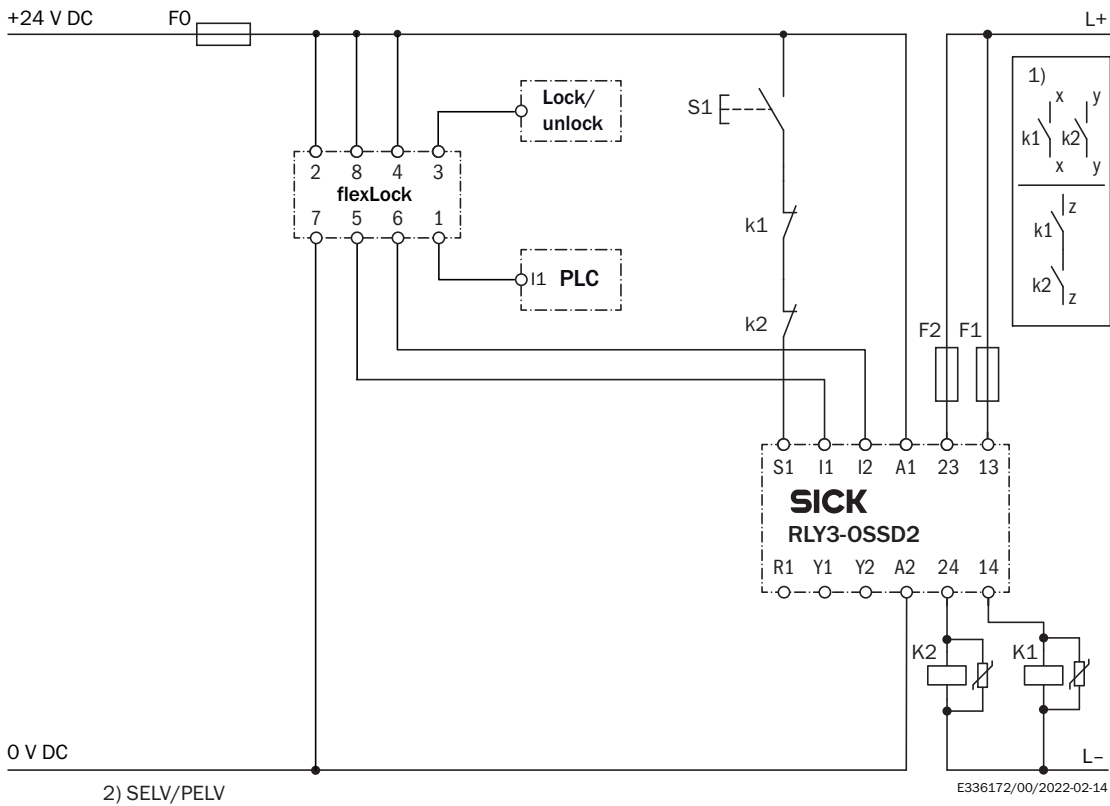 +24 V DC F0 L+
1)
x y
k1 k2
x y
z
k1
k2
z
Lock/
unlock
S1
2 8 4 3
flexLock
7 5 6 1
I1 PLC
k1
k2
F2 F1
S1 I1 I2 A1 23 13
SICK
RLY3-OSSD2
R1 Y1 Y2 A2 24 14
K2 K1
0 V DC L–
2) SELV/PELV
E336172/00/2022-02-14